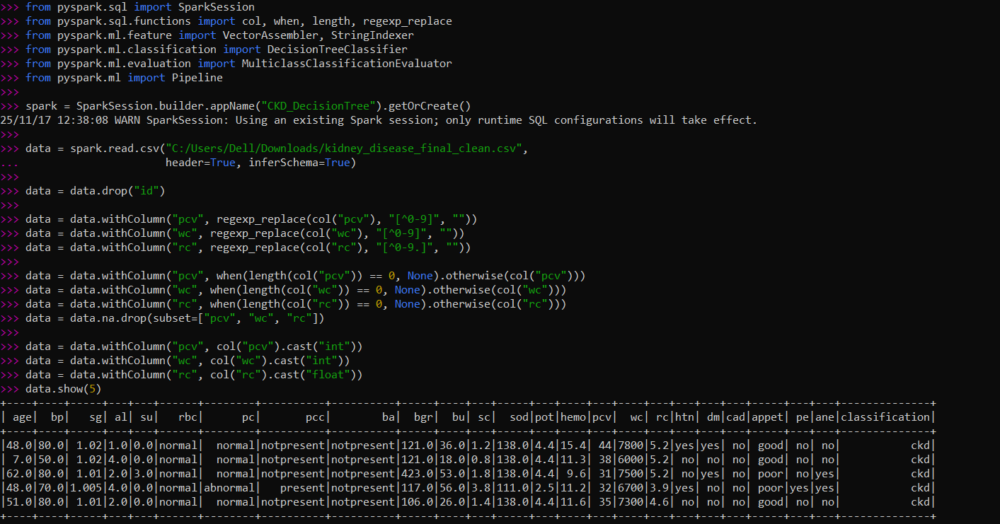 >>> from pyspark.sql import SparkSession
>>> from pyspark.sql.functions import col, when, length, regexp_replace
>>> from pyspark.ml.feature import VectorAssembler, StringIndexer
>>> from pyspark.ml.classification import DecisionTreeClassifier
>>> from pyspark.ml.evaluation import MulticlassClassificationEvaluator
>>> from pyspark.ml import Pipeline
>>>
>>> spark = SparkSession.builder.appName("CKD_DecisionTree").getOrCreate()
25/11/17 12:38:08 WARN SparkSession: Using an existing Spark session; only runtime SQL configurations will take effect.
>>>
>>> data = spark.read.csv("C:/Users/Dell/Downloads/kidney_disease_final_clean.csv",
...                       header=True, inferSchema=True)
>>>
>>> data = data.drop("id")
>>>
>>> data = data.withColumn("pcv", regexp_replace(col("pcv"), "[^0-9]", ""))
>>> data = data.withColumn("wc", regexp_replace(col("wc"), "[^0-9]", ""))
>>> data = data.withColumn("rc", regexp_replace(col("rc"), "[^0-9.]", ""))
>>>
>>> data = data.withColumn("pcv", when(length(col("pcv")) == 0, None).otherwise(col("pcv")))
>>> data = data.withColumn("wc", when(length(col("wc")) == 0, None).otherwise(col("wc")))
>>> data = data.withColumn("rc", when(length(col("rc")) == 0, None).otherwise(col("rc")))
>>> data = data.na.drop(subset=["pcv", "wc", "rc"])
>>>
>>> data = data.withColumn("pcv", col("pcv").cast("int"))
>>> data = data.withColumn("wc", col("wc").cast("int"))
>>> data = data.withColumn("rc", col("rc").cast("float"))
>>> data.show(5)
+----+----+-----+---+---+------+--------+----------+----------+-----+----+---+-----+---+----+---+----+---+---+---+---+-----+---+---+--------------+
| age|  bp|   sg| al| su|   rbc|      pc|       pcc|        ba|  bgr|  bu| sc|  sod|pot|hemo|pcv|  wc| rc|htn| dm|cad|appet| pe|ane|classification|
+----+----+-----+---+---+------+--------+----------+----------+-----+----+---+-----+---+----+---+----+---+---+---+---+-----+---+---+--------------+
|48.0|80.0| 1.02|1.0|0.0|normal|  normal|notpresent|notpresent|121.0|36.0|1.2|138.0|4.4|15.4| 44|7800|5.2|yes|yes| no| good| no| no|           ckd|
| 7.0|50.0| 1.02|4.0|0.0|normal|  normal|notpresent|notpresent|121.0|18.0|0.8|138.0|4.4|11.3| 38|6000|5.2| no| no| no| good| no| no|           ckd|
|62.0|80.0| 1.01|2.0|3.0|normal|  normal|notpresent|notpresent|423.0|53.0|1.8|138.0|4.4| 9.6| 31|7500|5.2| no|yes| no| poor| no|yes|           ckd|
|48.0|70.0|1.005|4.0|0.0|normal|abnormal|   present|notpresent|117.0|56.0|3.8|111.0|2.5|11.2| 32|6700|3.9|yes| no| no| poor|yes|yes|           ckd|
|51.0|80.0| 1.01|2.0|0.0|normal|  normal|notpresent|notpresent|106.0|26.0|1.4|138.0|4.4|11.6| 35|7300|4.6| no| no| no| good| no| no|           ckd|
+----+----+-----+---+---+------+--------+----------+----------+-----+----+---+-----+---+----+---+----+---+---+---+---+-----+---+---+--------------+